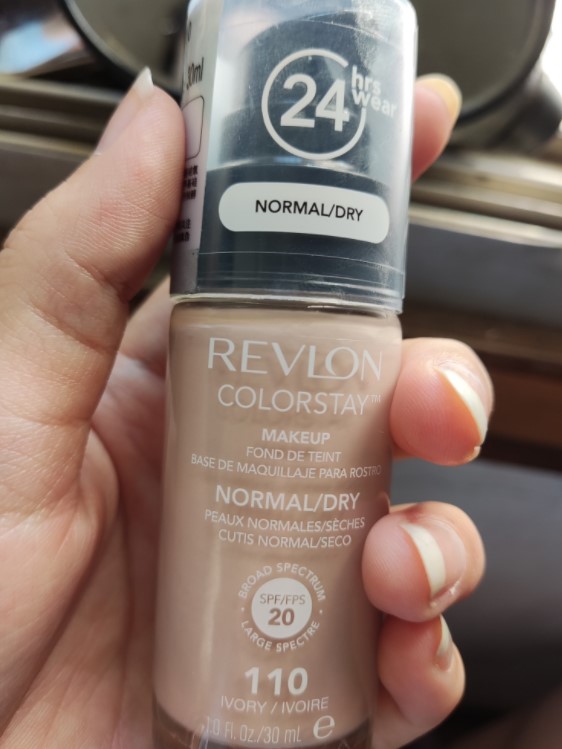 30ml
24
hrs
wear
NORMAL/DRY
REVLON
COLORSTAY™
MAKEUP
FOND DE TEINT
BASE DE MAQUILLAJE PARA ROSTRO
NORMAL/DRY
PEAUX NORMALES/SÈCHES
CUTIS NORMAL/SECO
BROAD SPECTRUM
SPF/FPS
20
LARGE SPECTRE
110
IVORY / IVOIRE
1.0 Fl. Oz./30 ml e